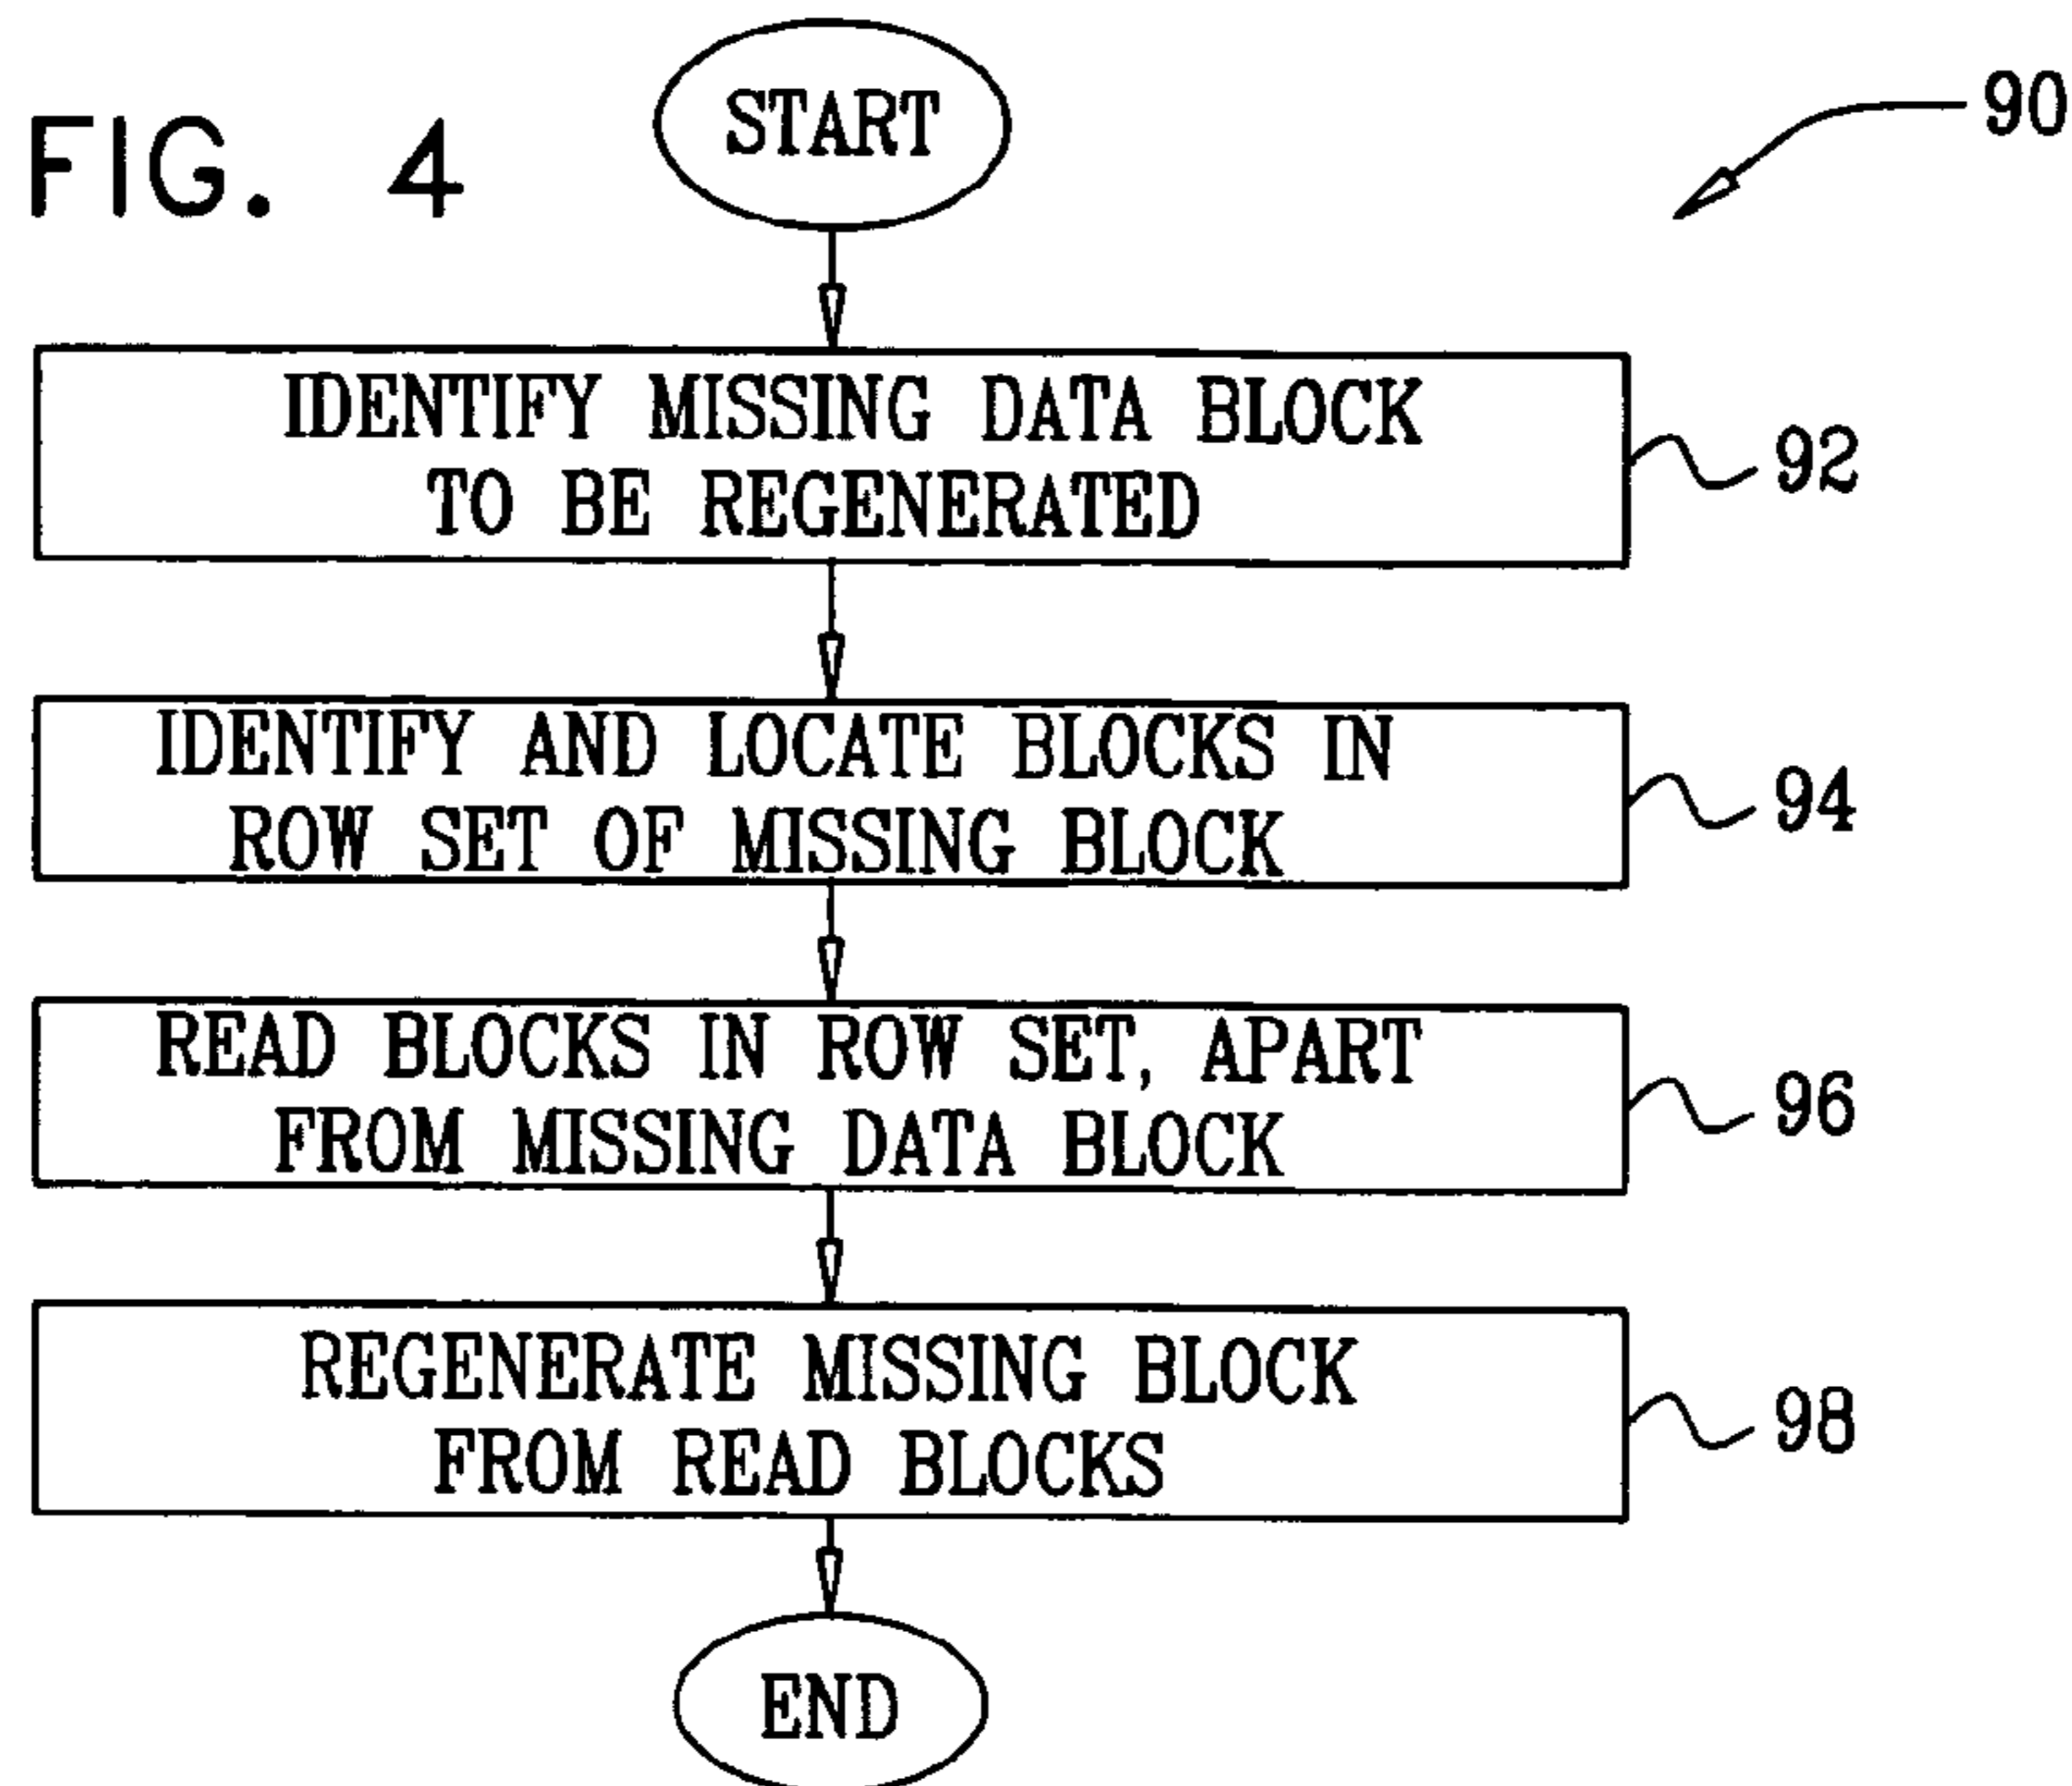 FIG. 4
START
90
IDENTIFY MISSING DATA BLOCK
TO BE REGENERATED
92
IDENTIFY AND LOCATE BLOCKS IN
ROW SET OF MISSING BLOCK
94
READ BLOCKS IN ROW SET, APART
FROM MISSING DATA BLOCK
96
REGENERATE MISSING BLOCK
FROM READ BLOCKS
98
END